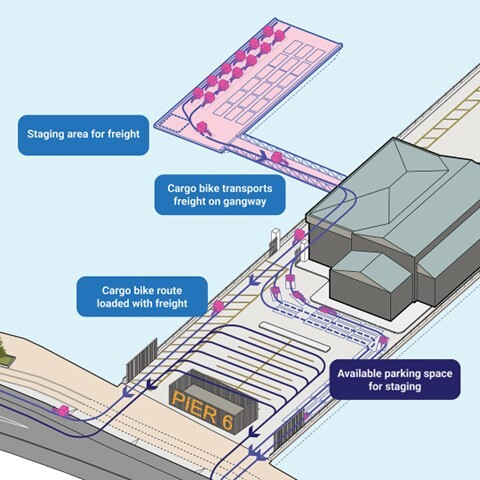 Staging area for freight
Cargo bike transports
freight on gangway
Cargo bike route
loaded with freight
Available parking space
for staging
PIER 6